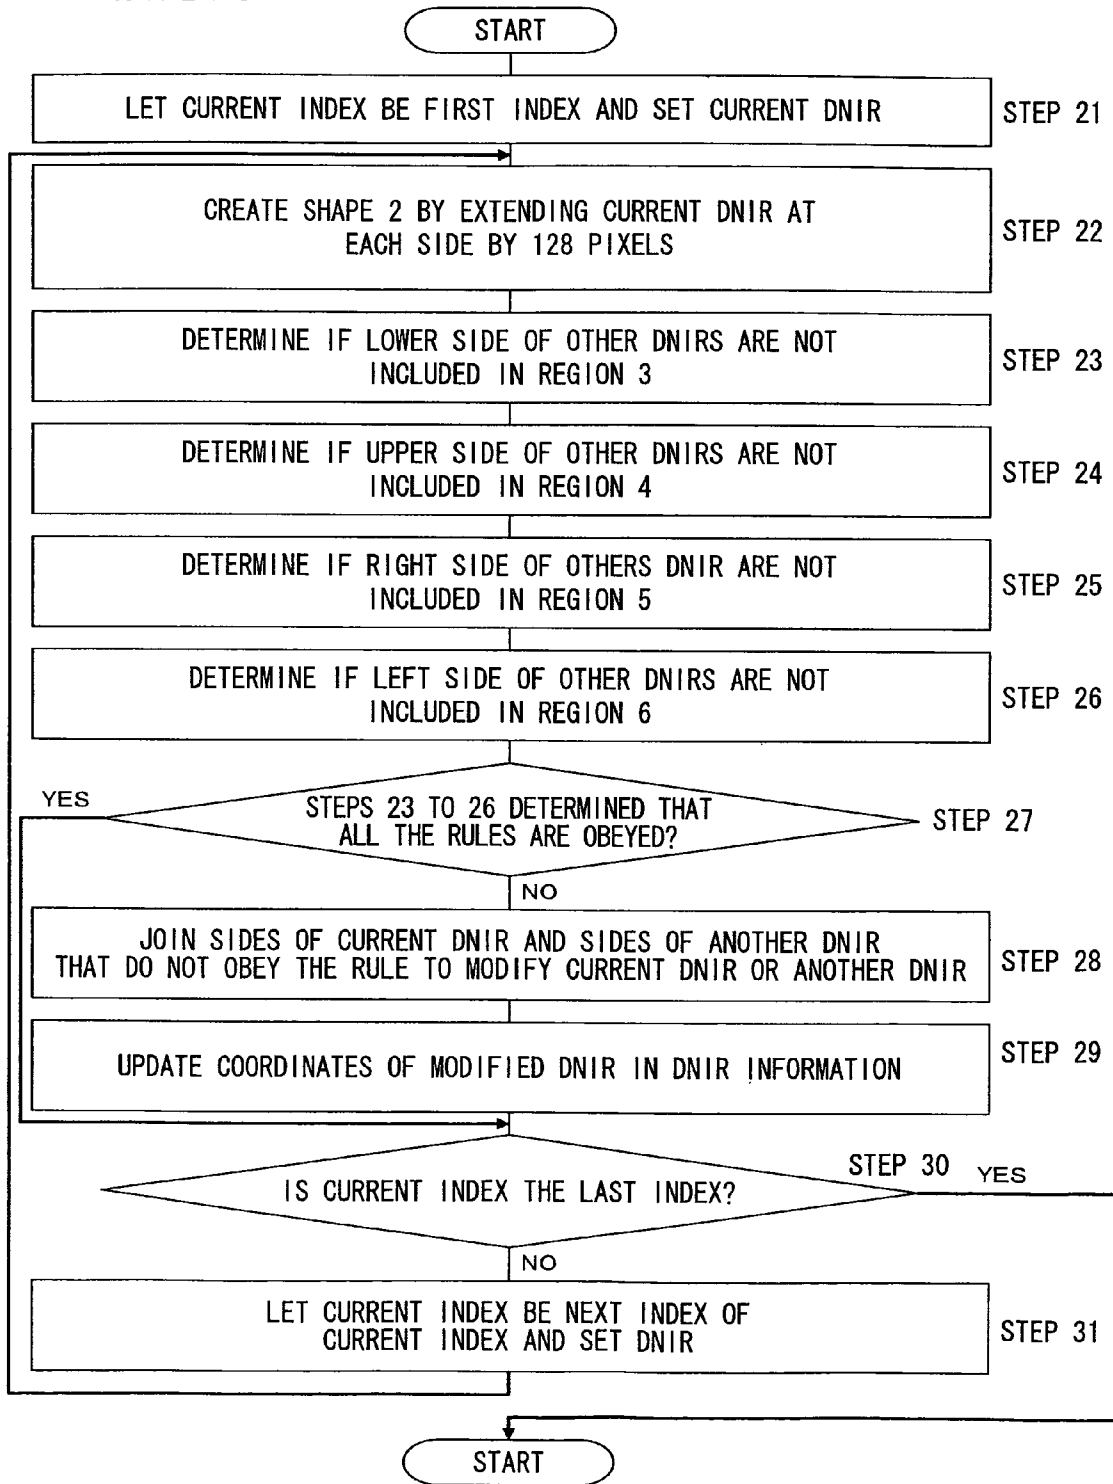 START
LET CURRENT INDEX BE FIRST INDEX AND SET CURRENT DNIR
STEP 21
CREATE SHAPE 2 BY EXTENDING CURRENT DNIR AT
EACH SIDE BY 128 PIXELS
STEP 22
DETERMINE IF LOWER SIDE OF OTHER DNIRS ARE NOT
INCLUDED IN REGION 3
STEP 23
DETERMINE IF UPPER SIDE OF OTHER DNIRS ARE NOT
INCLUDED IN REGION 4
STEP 24
DETERMINE IF RIGHT SIDE OF OTHERS DNIR ARE NOT
INCLUDED IN REGION 5
STEP 25
DETERMINE IF LEFT SIDE OF OTHER DNIRS ARE NOT
INCLUDED IN REGION 6
STEP 26
YES
STEPS 23 TO 26 DETERMINED THAT
ALL THE RULES ARE OBEYED?
STEP 27
NO
JOIN SIDES OF CURRENT DNIR AND SIDES OF ANOTHER DNIR
THAT DO NOT OBEY THE RULE TO MODIFY CURRENT DNIR OR ANOTHER DNIR
STEP 28
UPDATE COORDINATES OF MODIFIED DNIR IN DNIR INFORMATION
STEP 29
IS CURRENT INDEX THE LAST INDEX?
STEP 30
YES
NO
LET CURRENT INDEX BE NEXT INDEX OF
CURRENT INDEX AND SET DNIR
STEP 31
START